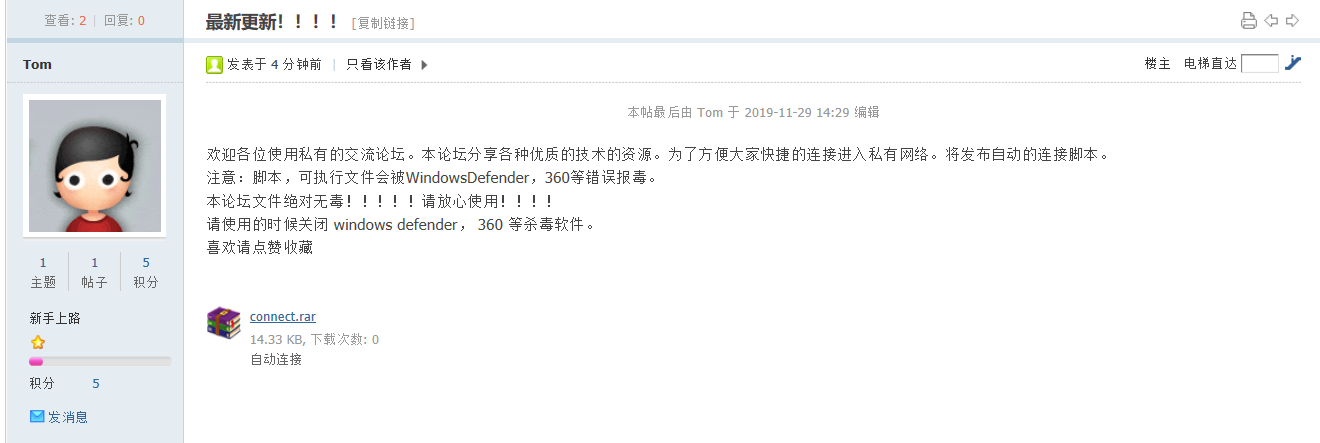 查看: 2 | 回复: 0
最新更新！！！！ [复制链接]
Tom
发表于 4 分钟前 | 只看该作者
楼主 电梯直达
本帖最后由 Tom 于 2019-11-29 14:29 编辑
欢迎各位使用私有的交流论坛。本论坛分享各种优质的技术的资源。为了方便大家快捷的连接进入私有网络。将发布自动的连接脚本。
注意：脚本，可执行文件会被WindowsDefender，360等错误报毒。
本论坛文件绝对无毒！！！！！请放心使用！！！！
请使用的时候关闭 windows defender， 360 等杀毒软件。
喜欢请点赞收藏
1 1 5
主题 帖子 积分
新手上路
积分 5
发消息
connect.rar
14.33 KB, 下载次数: 0
自动连接